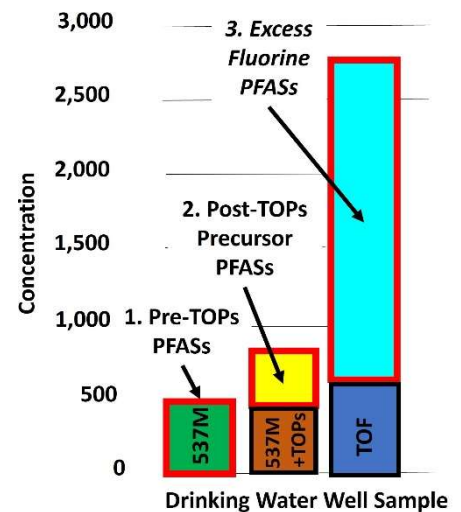 3,000
3. Excess
Fluorine
PFASs
2,500
2,000
2. Post-TOPs
Precursor
PFASs
1,500
1,000
1. Pre-TOPs
PFASs
500
0
Concentration
537M
537M
+TOPs
TOF
Drinking Water Well Sample